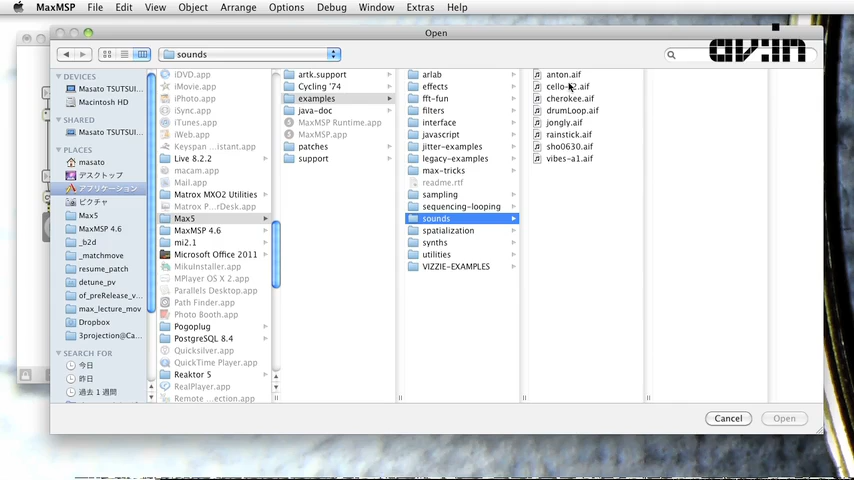 MaxMSP File Edit View Object Arrange Options Debug Window Extras Help
Open
sounds
av:in
DEVICES
Masato TSUTSUI...
Macintosh HD
SHARED
Masato TSUTSUI...
PLACES
masato
デスクトップ
アプリケーション
ピクチャ
Max5
MaxMSP 4.6
_b2d
_matchmove
resume_patch
detune_pv
of_preRelease_v...
max_lecture_mov
Dropbox
3projection@Ca...
SEARCH FOR
今日
昨日
過去 1 週間
iDVD.app
iMovie.app
iPhoto.app
iSync.app
iTunes.app
iWeb.app
Keyspan ...istant.app
Live 8.2.2
macam.app
Mail.app
Matrox MXO2 Utilities
Matrox P...rDesk.app
Max5
MaxMSP 4.6
mi2.1
Microsoft Office 2011
MikuInstaller.app
MPlayer OS X 2.app
Parallels Desktop.app
Path Finder.app
Photo Booth.app
Pogoplug
PostgreSQL 8.4
Quicksilver.app
QuickTime Player.app
Reaktor 5
RealPlayer.app
Remote ...ection.app
artk.support
Cycling '74
examples
java-doc
MaxMSP Runtime.app
MaxMSP.app
patches
support
arlab
effects
fft-fun
filters
interface
javascript
jitter-examples
legacy-examples
max-tricks
readme.rtf
sampling
sequencing-looping
sounds
spatialization
synths
utilities
VIZZIE-EXAMPLES
anton.aif
cherokee.aif
drumLoop.aif
jongly.aif
rainstick.aif
sho0630.aif
vibes-a1.aif
Cancel Open